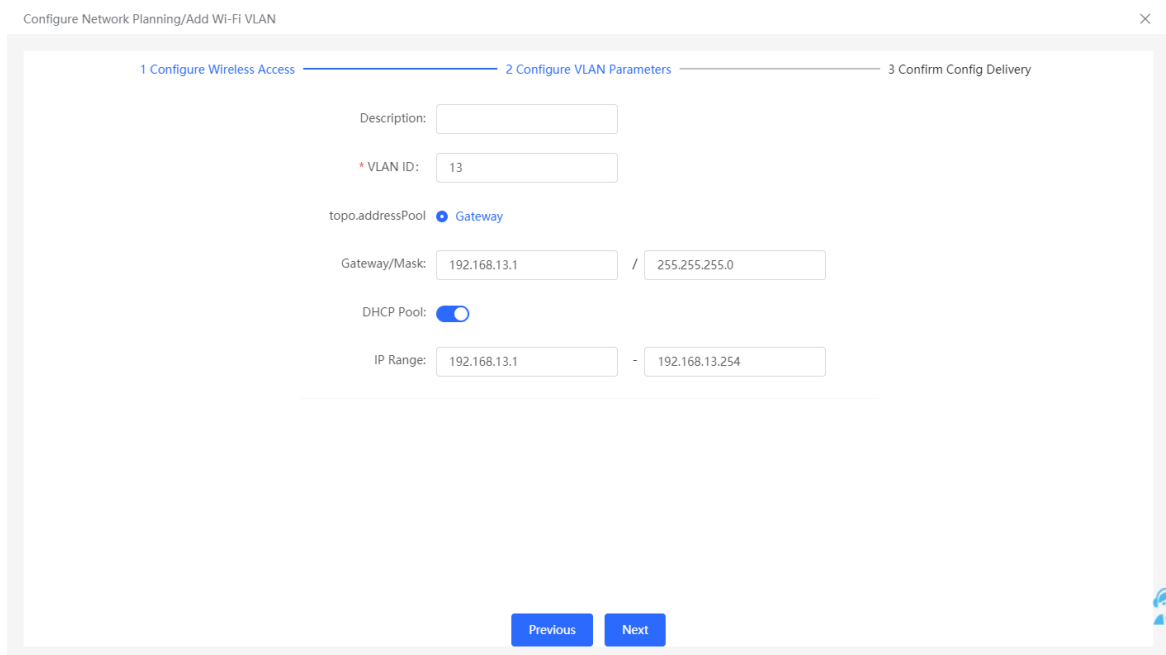 Configure Network Planning/Add Wi-Fi VLAN
1 Configure Wireless Access 2 Configure VLAN Parameters 3 Confirm Config Delivery
Description:
* VLAN ID: 13
topo.addressPool Gateway
Gateway/Mask: 192.168.13.1 / 255.255.255.0
DHCP Pool:
IP Range: 192.168.13.1 - 192.168.13.254
Previous Next